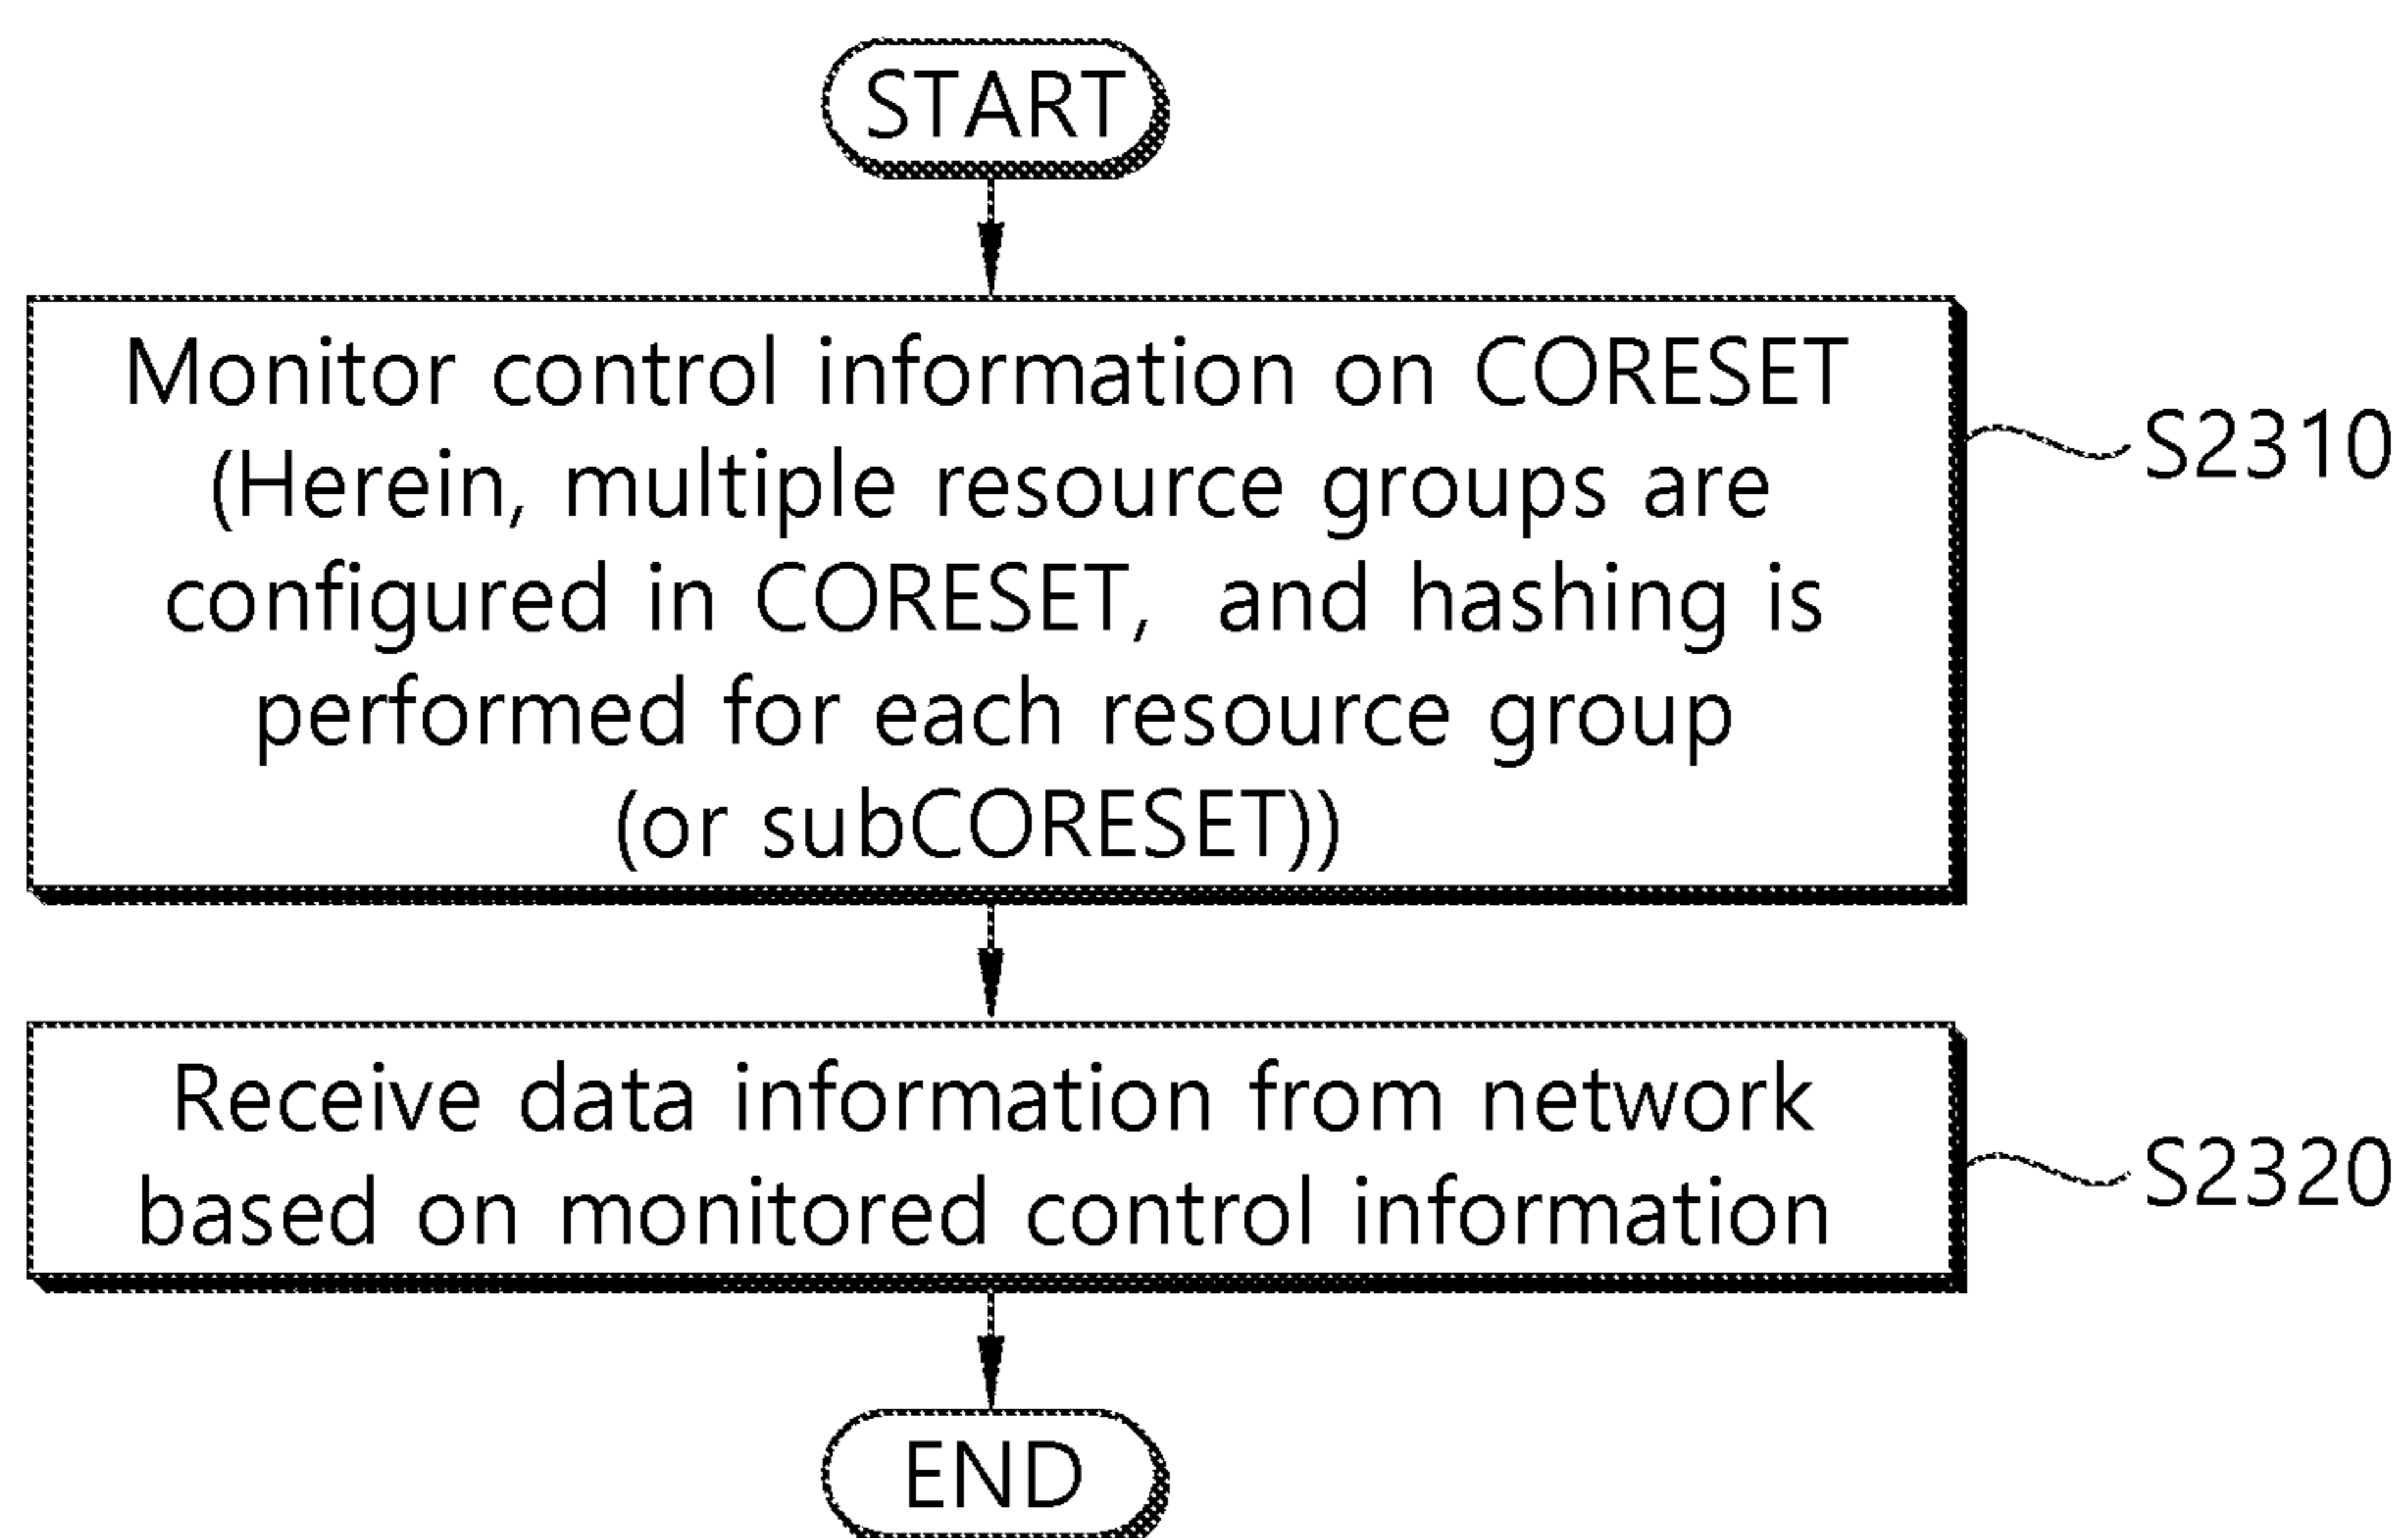 START
Monitor control information on CORESET
(Herein, multiple resource groups are
configured in CORESET, and hashing is
performed for each resource group
(or subCORESET))
S2310
Receive data information from network
based on monitored control information
S2320
END